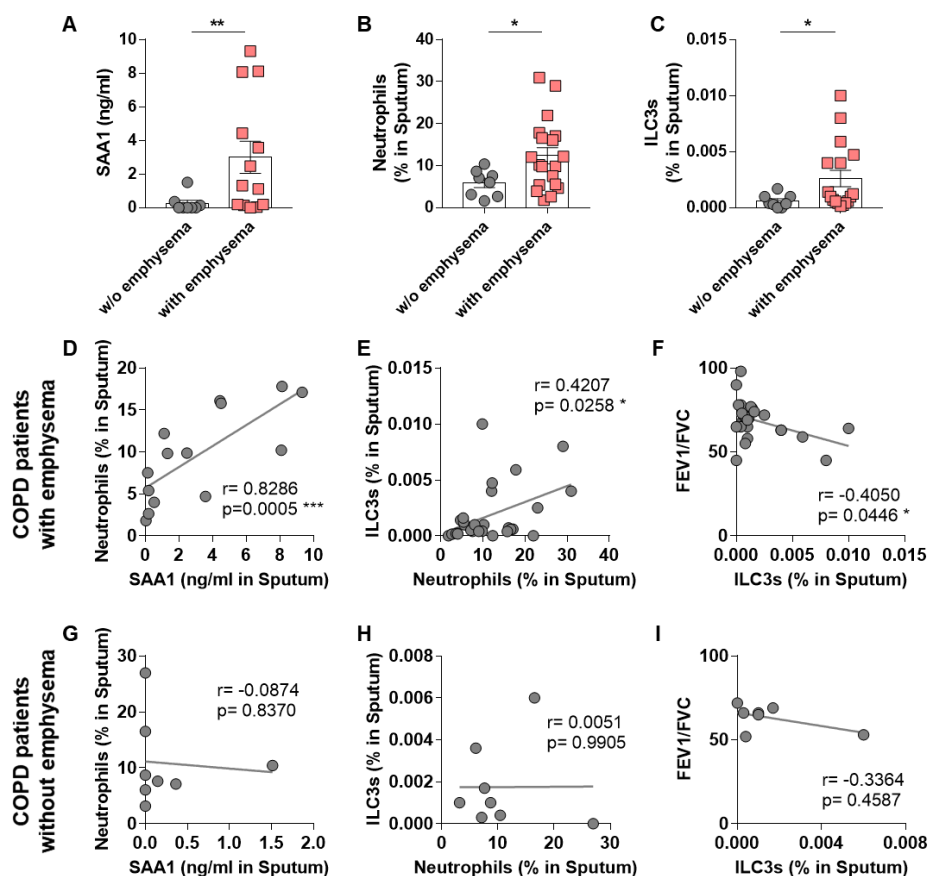 A
**
SAA1 (ng/ml)
10
8
6
4
2
0
w/o emphysema
with emphysema
B
*
Neutrophils
(% in Sputum)
40
30
20
10
0
w/o emphysema
with emphysema
C
*
ILC3s
(% in Sputum)
0.015
0.010
0.005
0.000
w/o emphysema
with emphysema
COPD patients
with emphysema
D
Neutrophils (% in Sputum)
20
15
10
5
0
r= 0.8286
p=0.0005 ***
0 2 4 6 8 10
SAA1 (ng/ml in Sputum)
E
ILC3s (% in Sputum)
0.015
0.010
0.005
0.000
r= 0.4207
p= 0.0258 *
0 10 20 30 40
Neutrophils (% in Sputum)
F
FEV1/FVC
100
50
0
r= -0.4050
p= 0.0446 *
0.000 0.005 0.010 0.015
ILC3s (% in Sputum)
COPD patients
without emphysema
G
Neutrophils (% in Sputum)
30
20
10
0
r= -0.0874
p= 0.8370
0.0 0.5 1.0 1.5 2.0
SAA1 (ng/ml in Sputum)
H
ILC3s (% in Sputum)
0.008
0.006
0.004
0.002
0.000
r= 0.0051
p= 0.9905
0 10 20 30
Neutrophils (% in Sputum)
I
FEV1/FVC
100
50
0
r= -0.3364
p= 0.4587
0.000 0.004 0.008
ILC3s (% in Sputum)